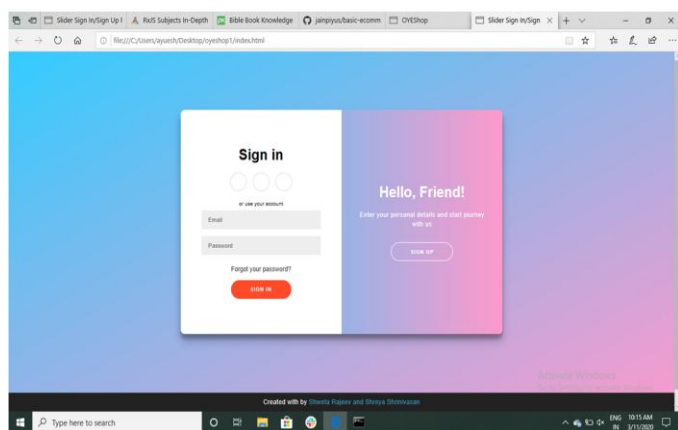 Slider Sign In/Sign Up I
RxJS Subjects In-Depth
Bible Book Knowledge
jainpiyus/basic-ecomm
OYEShop
Slider Sign In/Sign
file:///C:/Users/ayuesh/Desktop/oyeshop1/index.html
Sign in
or use your account
Email
Password
Forgot your password?
SIGN IN
Hello, Friend!
Enter your personal details and start journey
with us
SIGN UP
Activate Windows
Created with by Shweta Rajeev and Shreya Shrinivasan
Type here to search
ENG
IN
10:15 AM
3/11/2020